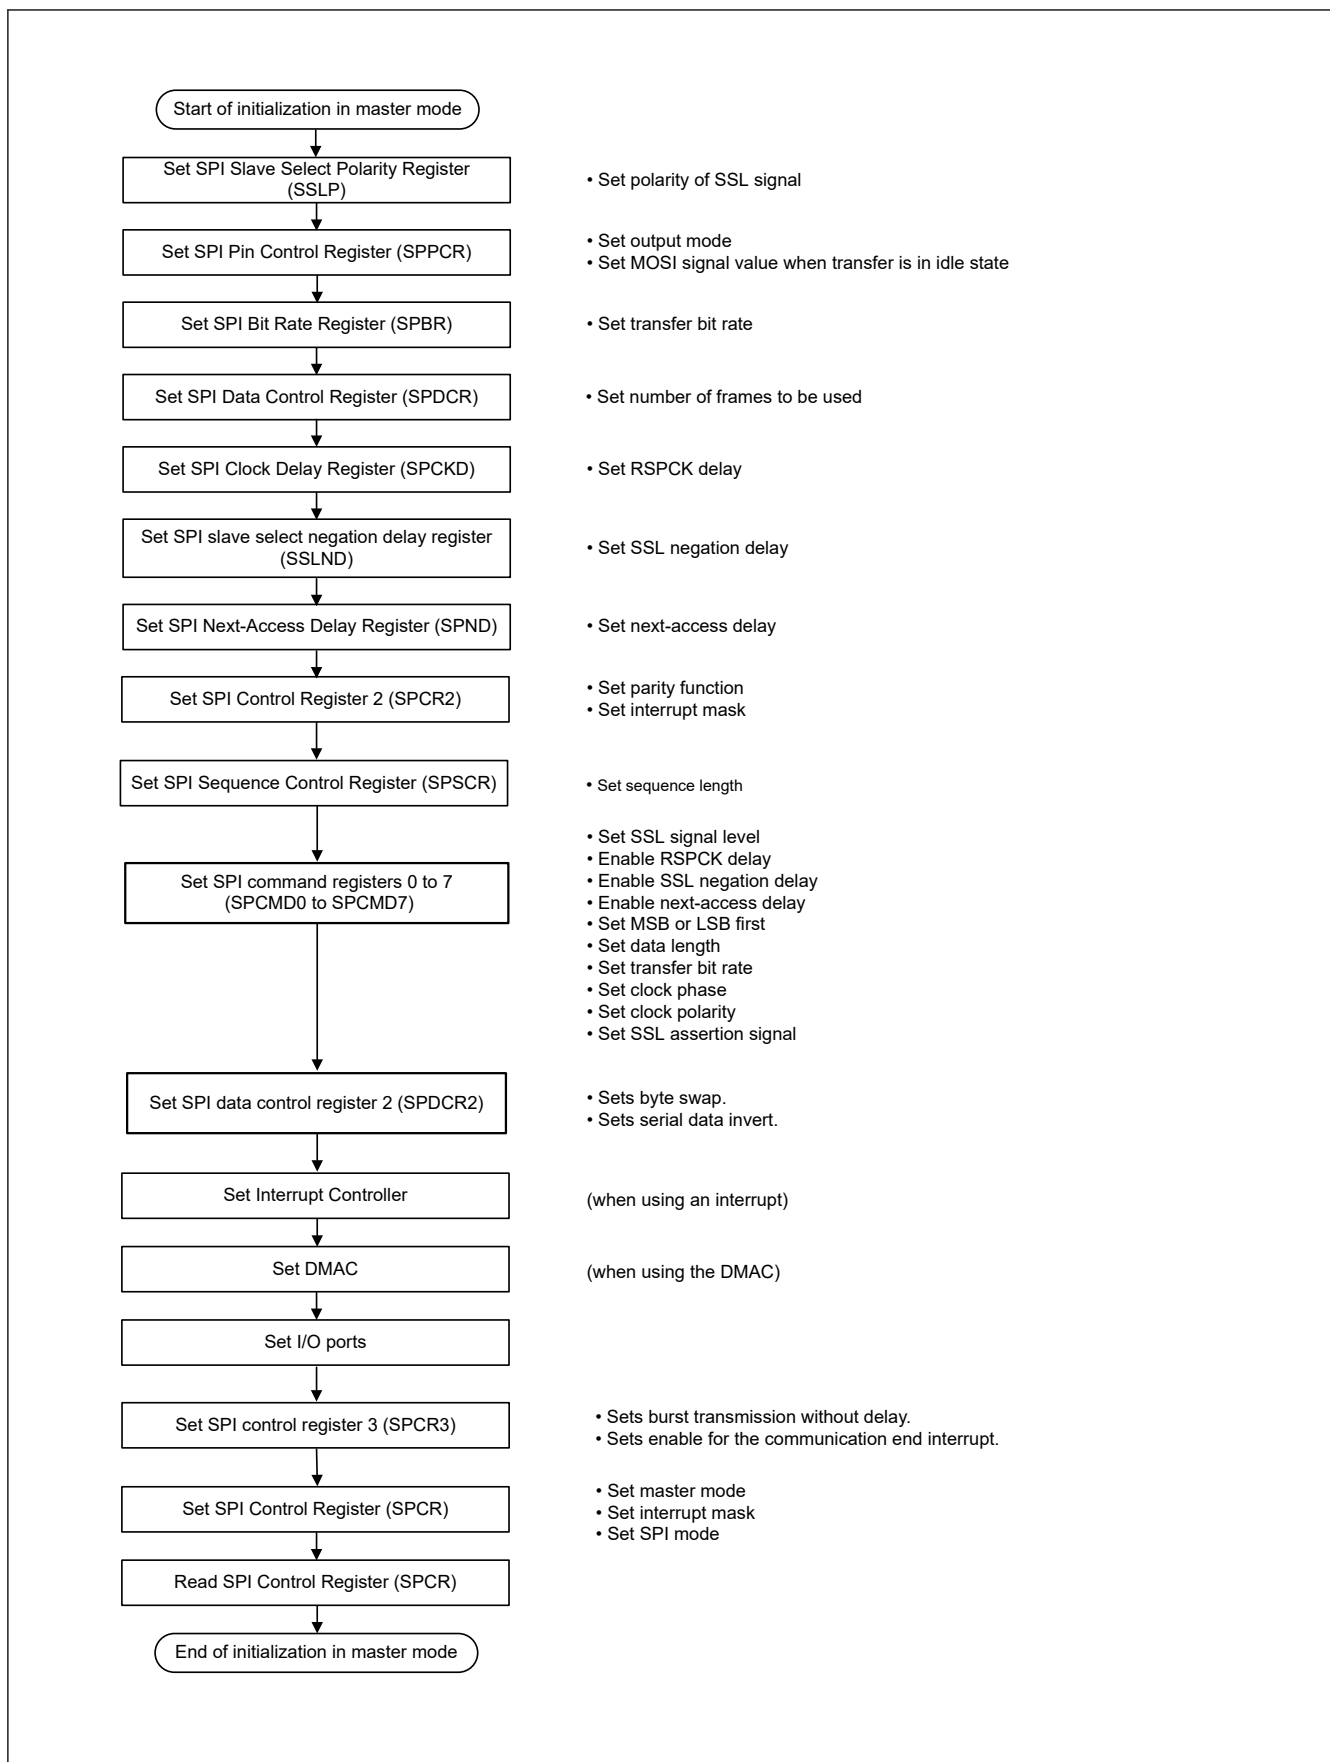 Start of initialization in master mode
Set SPI Slave Select Polarity Register
(SSLP)
• Set polarity of SSL signal
Set SPI Pin Control Register (SPPCR)
• Set output mode
• Set MOSI signal value when transfer is in idle state
Set SPI Bit Rate Register (SPBR)
• Set transfer bit rate
Set SPI Data Control Register (SPDCR)
• Set number of frames to be used
Set SPI Clock Delay Register (SPCKD)
• Set RSPCK delay
Set SPI slave select negation delay register
(SSLND)
• Set SSL negation delay
Set SPI Next-Access Delay Register (SPND)
• Set next-access delay
Set SPI Control Register 2 (SPCR2)
• Set parity function
• Set interrupt mask
Set SPI Sequence Control Register (SPSCR)
• Set sequence length
Set SPI command registers 0 to 7
(SPCMD0 to SPCMD7)
• Set SSL signal level
• Enable RSPCK delay
• Enable SSL negation delay
• Enable next-access delay
• Set MSB or LSB first
• Set data length
• Set transfer bit rate
• Set clock phase
• Set clock polarity
• Set SSL assertion signal
Set SPI data control register 2 (SPDCR2)
• Sets byte swap.
• Sets serial data invert.
Set Interrupt Controller
(when using an interrupt)
Set DMAC
(when using the DMAC)
Set I/O ports
Set SPI control register 3 (SPCR3)
• Sets burst transmission without delay.
• Sets enable for the communication end interrupt.
Set SPI Control Register (SPCR)
• Set master mode
• Set interrupt mask
• Set SPI mode
Read SPI Control Register (SPCR)
End of initialization in master mode